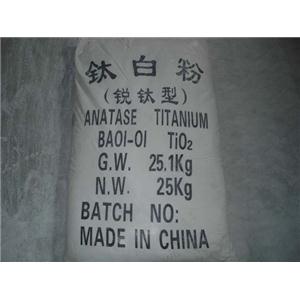 钛白粉
(锐钛型)
ANATASE TITANIUM
BA01-01 TiO₂
G.W. 25.1Kg
N.W. 25Kg
BATCH NO:
MADE IN CHINA